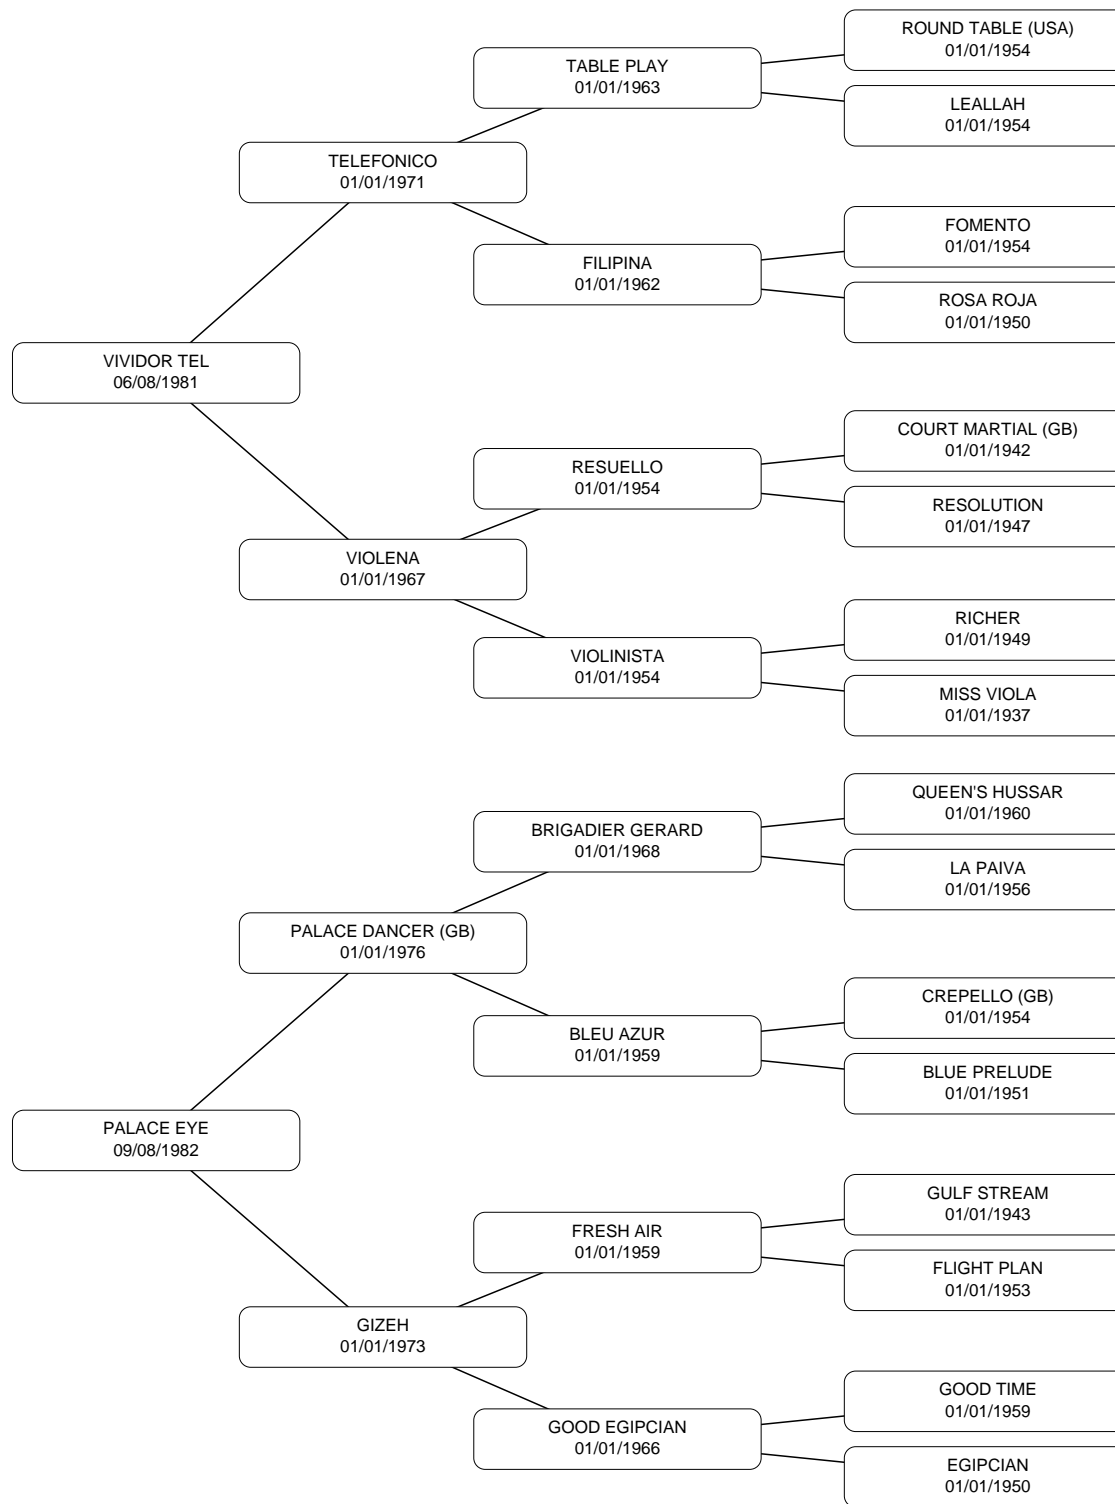 ROUND TABLE (USA)
01/01/1954
TABLE PLAY
01/01/1963
LEALLAH
01/01/1954
TELEFONICO
01/01/1971
FOMENTO
01/01/1954
FILIPINA
01/01/1962
ROSA ROJA
01/01/1950
VIVIDOR TEL
06/08/1981
COURT MARTIAL (GB)
01/01/1942
RESUELLO
01/01/1954
RESOLUTION
01/01/1947
VIOLENA
01/01/1967
RICHER
01/01/1949
VIOLINISTA
01/01/1954
MISS VIOLA
01/01/1937
QUEEN'S HUSSAR
01/01/1960
BRIGADIER GERARD
01/01/1968
LA PAIVA
01/01/1956
PALACE DANCER (GB)
01/01/1976
CREPELLO (GB)
01/01/1954
BLEU AZUR
01/01/1959
BLUE PRELUDE
01/01/1951
PALACE EYE
09/08/1982
GULF STREAM
01/01/1943
FRESH AIR
01/01/1959
FLIGHT PLAN
01/01/1953
GIZEH
01/01/1973
GOOD TIME
01/01/1959
GOOD EGIPCIAN
01/01/1966
EGIPCIAN
01/01/1950